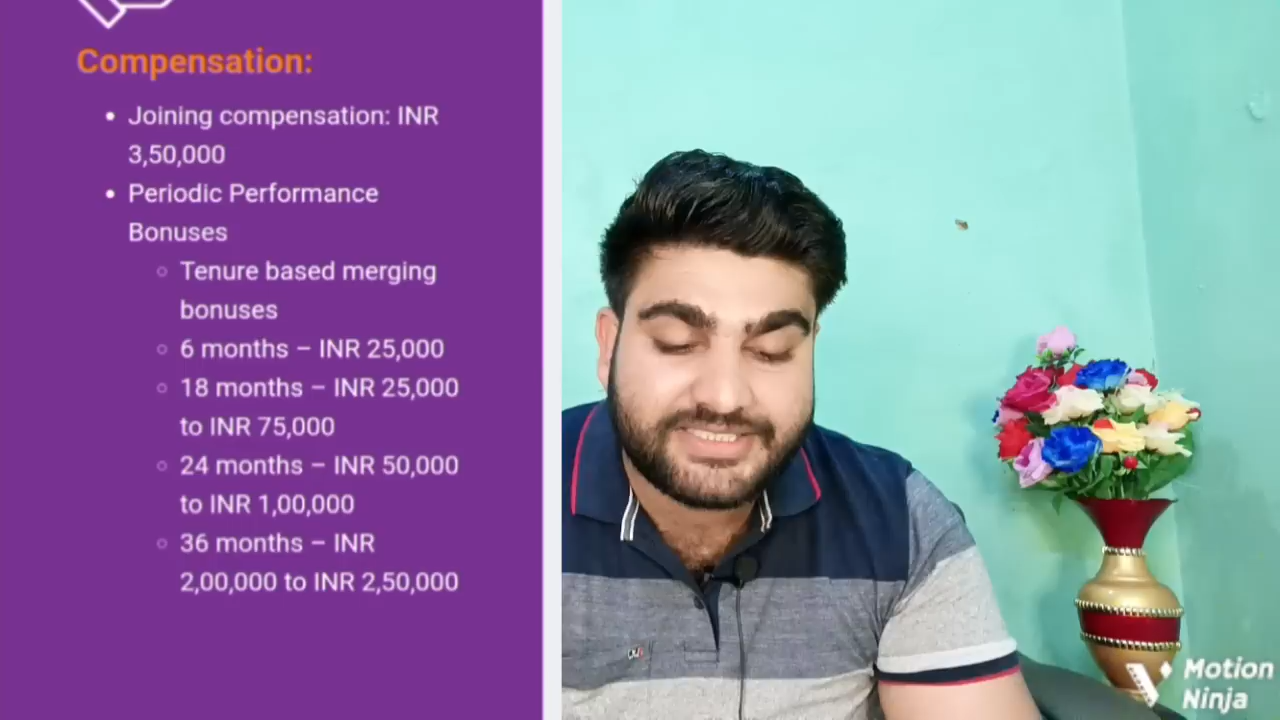 Compensation:
• Joining compensation: INR
3,50,000
• Periodic Performance
Bonuses
○ Tenure based merging
bonuses
○ 6 months – INR 25,000
○ 18 months – INR 25,000
to INR 75,000
○ 24 months – INR 50,000
to INR 1,00,000
○ 36 months – INR
2,00,000 to INR 2,50,000
Motion
Ninja